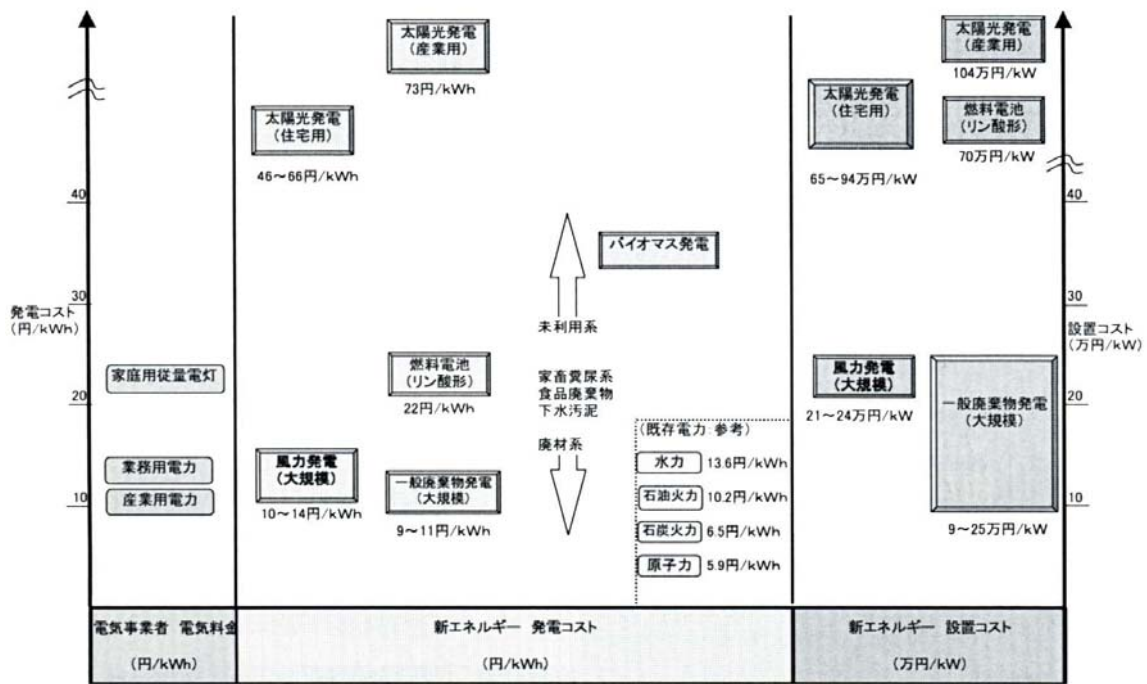 太陽光発電
(産業用)
73円/kWh
太陽光発電
(住宅用)
46～66円/kWh
太陽光発電
(産業用)
104万円/kW
太陽光発電
(住宅用)
65～94万円/kW
燃料電池
(リン酸形)
70万円/kW
40
30
20
10
発電コスト
(円/kWh)
家庭用従量電灯
業務用電力
産業用電力
バイオマス発電
未利用系
家畜糞尿系
食品廃棄物
下水汚泥
廃材系
燃料電池
(リン酸形)
22円/kWh
風力発電
(大規模)
10～14円/kWh
一般廃棄物発電
(大規模)
9～11円/kWh
(既存電力:参考)
水力 13.6円/kWh
石油火力 10.2円/kWh
石炭火力 6.5円/kWh
原子力 5.9円/kWh
風力発電
(大規模)
21～24万円/kW
一般廃棄物発電
(大規模)
9～25万円/kW
40
30
20
10
設置コスト
(万円/kW)
電気事業者 電気料金
(円/kWh)
新エネルギー 発電コスト
(円/kWh)
新エネルギー 設置コスト
(万円/kW)